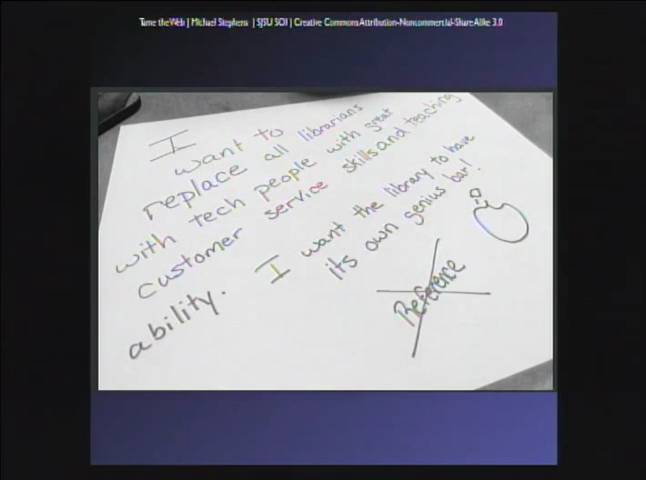 Tame the Web | Michael Stephens | SJSU SOI | Creative Commons Attribution-Noncommercial-Share Alike 3.0
I
want to
replace all librarians
with tech people with great
customer service skills and teaching
ability. I want the library to have
its own genius bar!
Reference